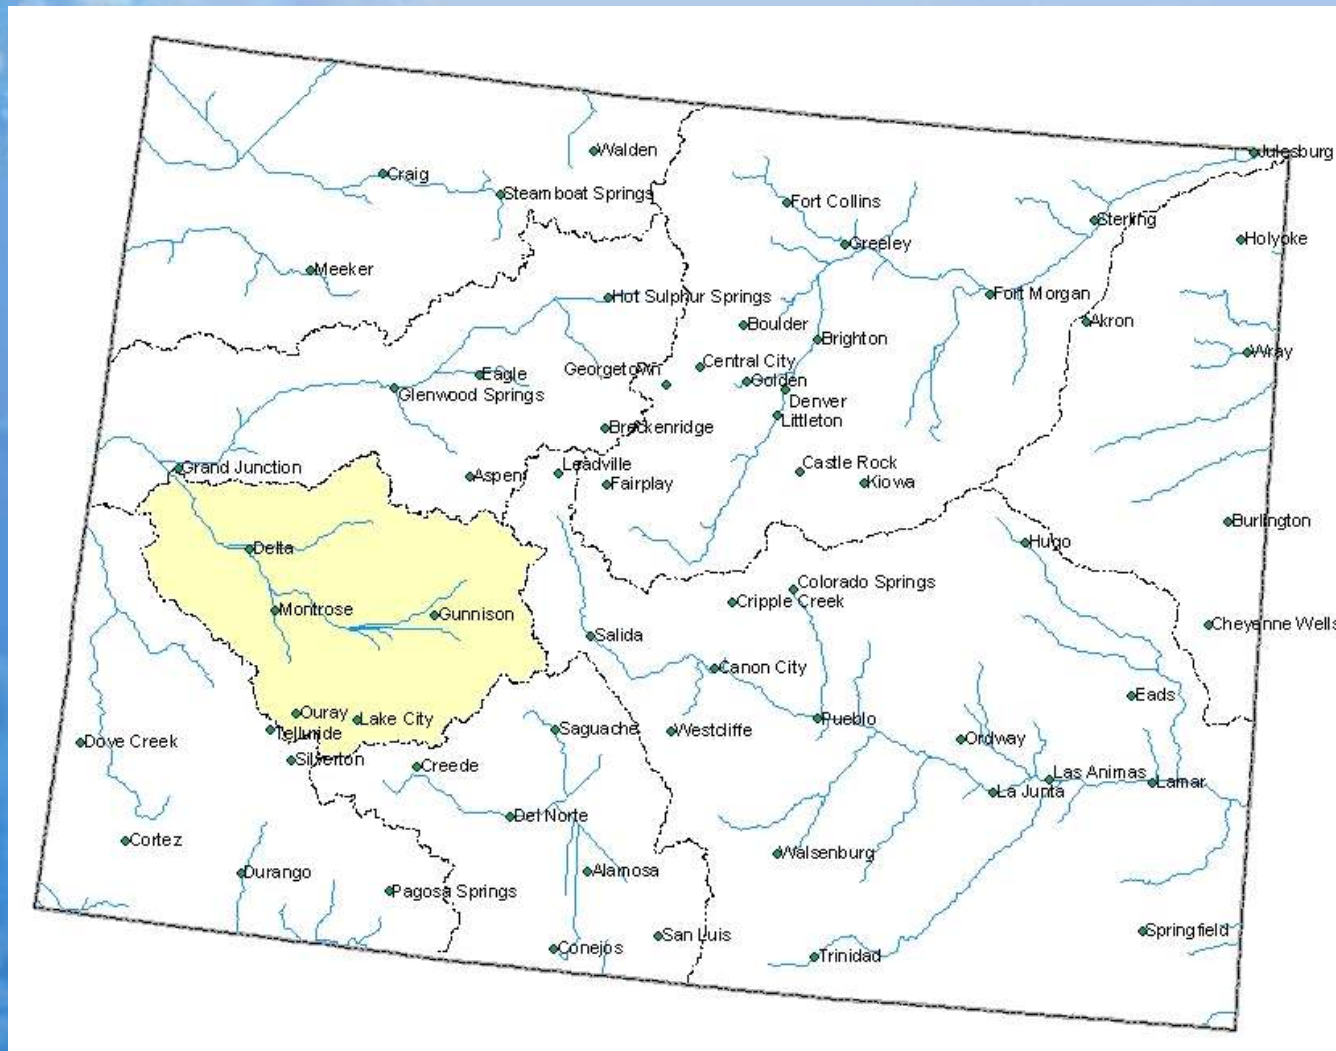 Walden
Julesburg
Craig
Steamboat Springs
Fort Collins
Sterling
Greeley
Holyoke
Meeker
Hot Sulphur Springs
Fort Morgan
Boulder
Akron
Brighton
Wray
Central City
Georgetown
Eagle
Golden
Glenwood Springs
Denver
Littleton
Breckenridge
Grand Junction
Leadville
Castle Rock
Aspen
Fairplay
Kiowa
Burlington
Delta
Hugo
Colorado Springs
Cripple Creek
Montrose
Gunnison
Cheyenne Wells
Salida
Canon City
Eads
Ouray
Lake City
Pueblo
Telluride
Saguache
Westcliffe
Dove Creek
Ordway
Silverton
Creede
Las Animas
Lamar
La Junta
Del Norte
Cortez
Walsenburg
Durango
Alamosa
Pagosa Springs
Springfield
San Luis
Conejos
Trinidad